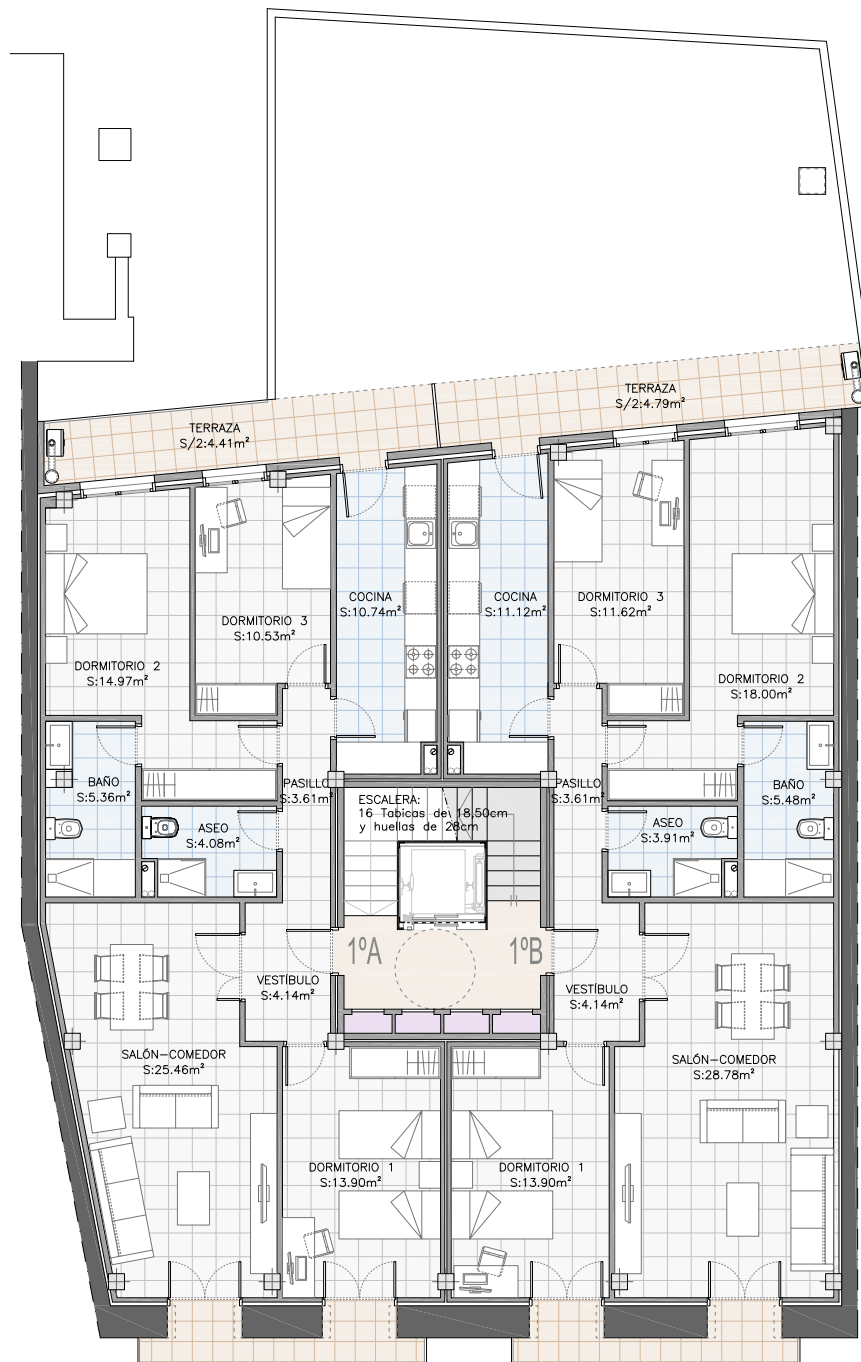 TERRAZA
S/2:4.79m²
TERRAZA
S/2:4.41m²
COCINA
S:10.74m²
COCINA
S:11.12m²
DORMITORIO 3
S:11.62m²
DORMITORIO 3
S:10.53m²
DORMITORIO 2
S:14.97m²
DORMITORIO 2
S:18.00m²
BAÑO
S:5.36m²
PASILLO
S:3.61m²
ESCALERA:
16 Tabicas de 18,50cm
y huellas de 28cm
PASILLO
S:3.61m²
BAÑO
S:5.48m²
ASEO
S:4.08m²
ASEO
S:3.91m²
1ºA
1ºB
VESTÍBULO
S:4.14m²
VESTÍBULO
S:4.14m²
SALÓN-COMEDOR
S:25.46m²
SALÓN-COMEDOR
S:28.78m²
DORMITORIO 1
S:13.90m²
DORMITORIO 1
S:13.90m²